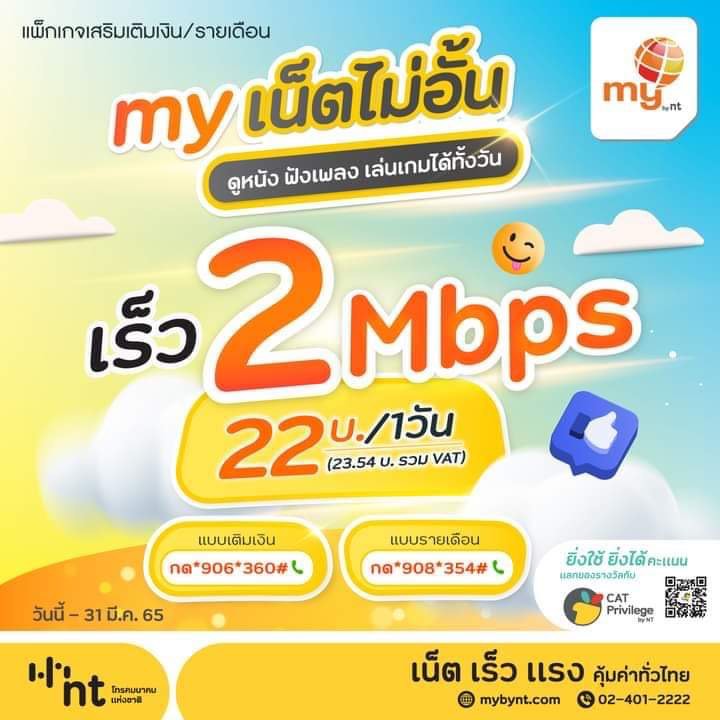 แพ็กเกจเสริมเติมเงิน/รายเดือน
my by nt
my เน็ตไม่อั้น
ดูหนัง ฟังเพลง เล่นเกมได้ทั้งวัน
เร็ว 2 Mbps
22 บ./1วัน
(23.54 บ. รวม VAT)
แบบเติมเงิน
กด*906*360#
แบบรายเดือน
กด*908*354#
ยิ่งใช้ ยิ่งได้ คะแนน
แลกของรางวัลกับ
CAT
Privilege
by NT
วันนี้ – 31 มี.ค. 65
nt โทรคมนาคม
แห่งชาติ
เน็ต เร็ว แรง คุ้มค่าทั่วไทย
mybynt.com 02-401-2222